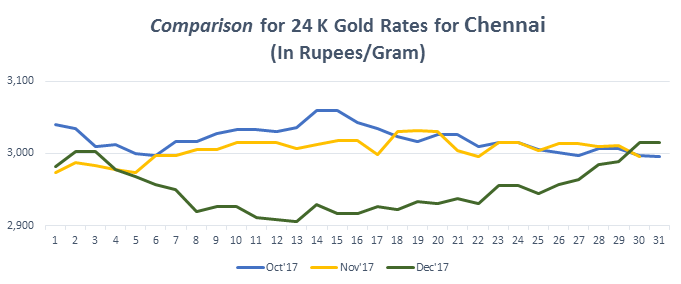 Comparison for 24 K Gold Rates for Chennai
(In Rupees/Gram)
3,100
3,000
2,900
1 2 3 4 5 6 7 8 9 10 11 12 13 14 15 16 17 18 19 20 21 22 23 24 25 26 27 28 29 30 31
Oct'17 Nov'17 Dec'17